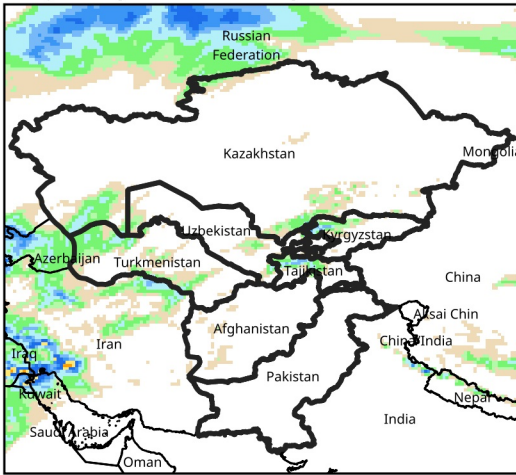 Russian
Federation
Kazakhstan
Mongolia
Uzbekistan
Kyrgyzstan
Azerbaijan
Turkmenistan
Tajikistan
China
Aksai Chin
Afghanistan
China/India
Iran
Iraq
Pakistan
Kuwait
Nepal
India
Saudi Arabia
Oman